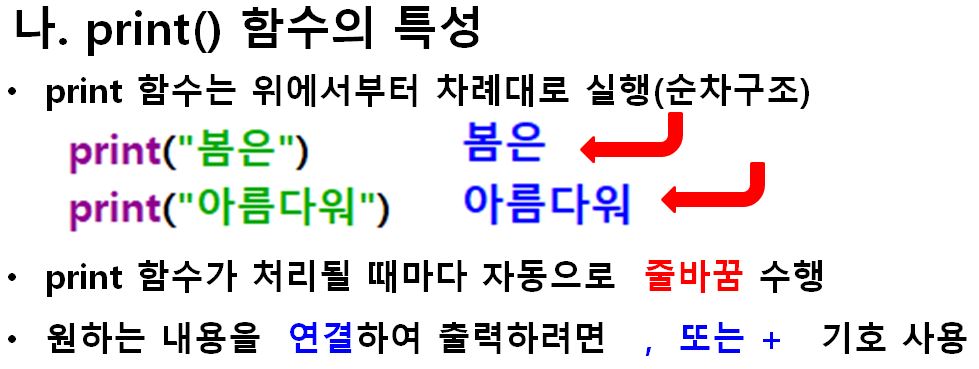 나. print() 함수의 특성
• print 함수는 위에서부터 차례대로 실행(순차구조)
print("봄은") 봄은
print("아름다워") 아름다워
• print 함수가 처리될 때마다 자동으로 줄바꿈 수행
• 원하는 내용을 연결하여 출력하려면 , 또는 + 기호 사용